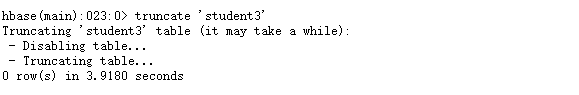 hbase(main):023:0> truncate 'student3'
Truncating 'student3' table (it may take a while):
 - Disabling table...
 - Truncating table...
0 row(s) in 3.9180 seconds